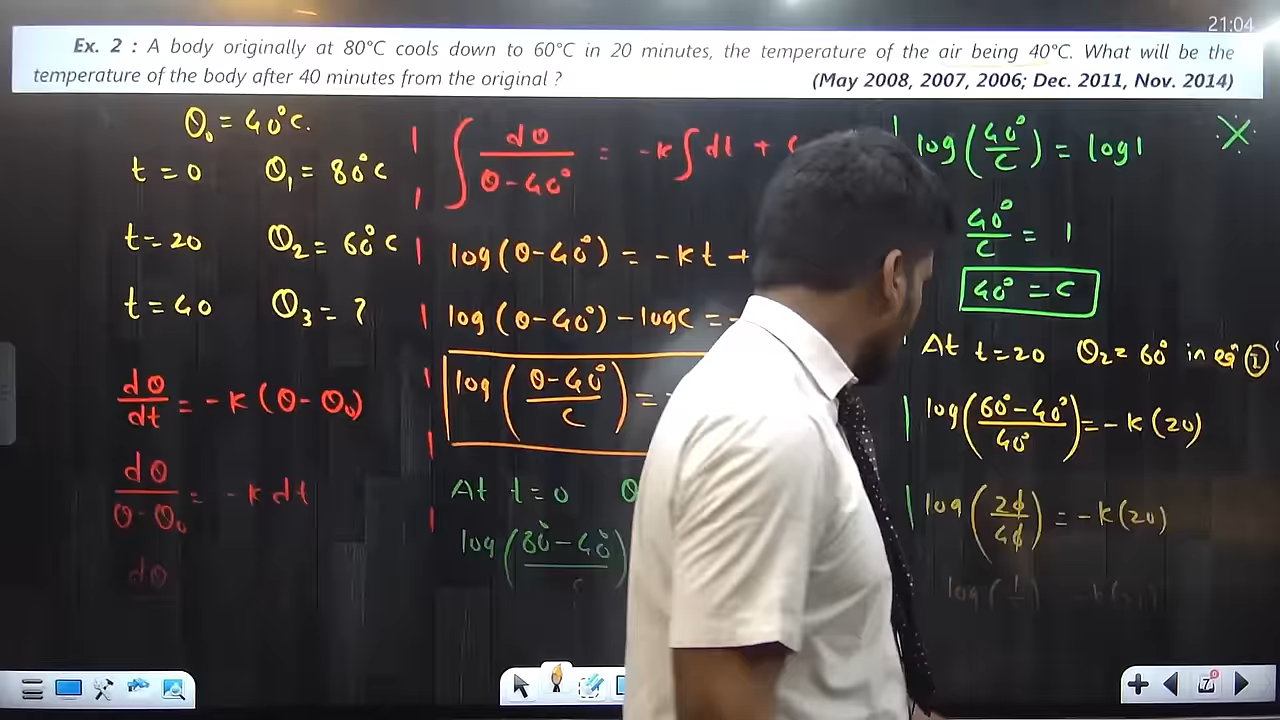 21:04
Ex. 2 : A body originally at 80°C cools down to 60°C in 20 minutes, the temperature of the air being 40°C. What will be the
temperature of the body after 40 minutes from the original ?
(May 2008, 2007, 2006; Dec. 2011, Nov. 2014)
θ₀ = 40°C.
t = 0 θ₁ = 80°C
t = 20 θ₂ = 60°C
t = 40 θ₃ = ?
dθ/dt = -k (θ - θ₀)
dθ/θ - θ₀ = -k dt
dθ
∫ dθ/θ - 40° = -k ∫ dt + c
log (θ - 40°) = -kt +
log (θ - 40°) - log c = -
log (θ - 40°/c) = -
At t = 0 θ
log (80° - 40°/c)
log (40°/c) = log 1
40°/c = 1
40° = c
At t = 20 θ₂ = 60° in eqⁿ ①
log (60° - 40°/40°) = -k (20)
log (20/40) = -k (20)
log (1/ ) -k(20)